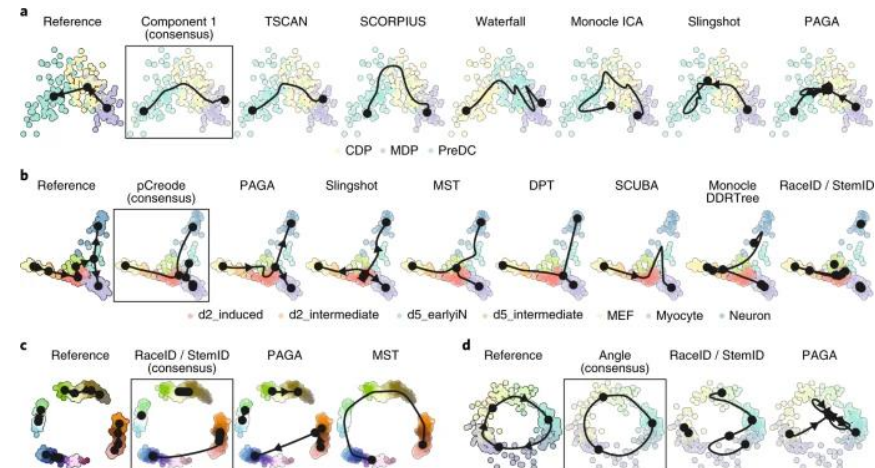 a
Reference Component 1 (consensus) TSCAN SCORPIUS Waterfall Monocle ICA Slingshot PAGA
CDP MDP PreDC
b
Reference pCreode (consensus) PAGA Slingshot MST DPT SCUBA Monocle DDRTree RaceID / StemID
d2_induced d2_intermediate d5_earlyiN d5_intermediate MEF Myocyte Neuron
c
Reference RaceID / StemID (consensus) PAGA MST
d
Reference Angle (consensus) RaceID / StemID PAGA